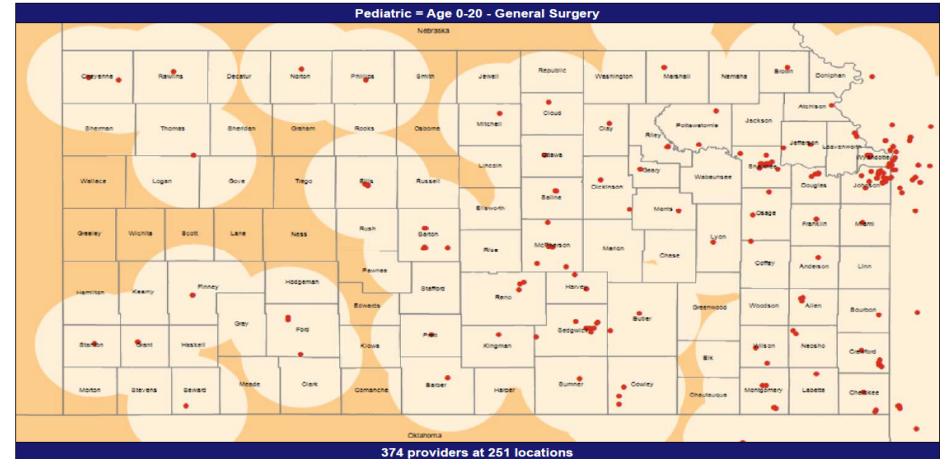 Pediatric = Age 0-20 - General Surgery
Nebraska
Cheyenne Rawlins Decatur Norton Phillips Smith Jewell Republic Washington Marshall Nemaha Brown Doniphan
Atchison
Sherman Thomas Sheridan Graham Rooks Osborne Mitchell Cloud Clay Riley Pottawatomie Jackson
Jefferson Leavenworth
Wallace Logan Gove Trego Ellis Russell Lincoln Ottawa Dickinson Geary Wabaunsee Shawnee Wyandotte
Ellsworth Saline Morris Osage Douglas Johnson
Greeley Wichita Scott Lane Ness Rush Barton Rice McPherson Marion Chase Lyon Franklin Miami
Coffey Anderson Linn
Hamilton Kearny Finney Hodgeman Pawnee Stafford Reno Harvey
Gray Ford Edwards Butler Greenwood Woodson Allen Bourbon
Stanton Grant Haskell Kiowa Pratt Kingman Sedgwick Elk Wilson Neosho Crawford
Morton Stevens Seward Meade Clark Comanche Barber Harper Sumner Cowley Chautauqua Montgomery Labette Cherokee
Oklahoma
374 providers at 251 locations